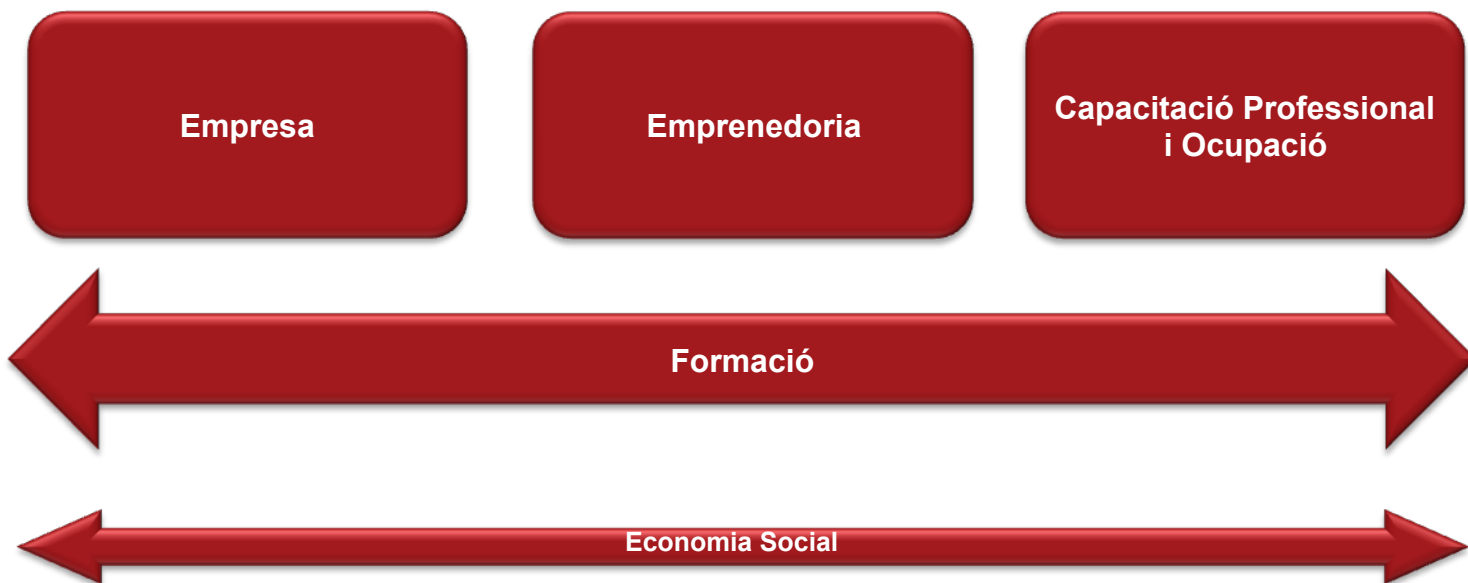 Empresa
Emprenedoria
Capacitació Professional
i Ocupació
Formació
Economia Social